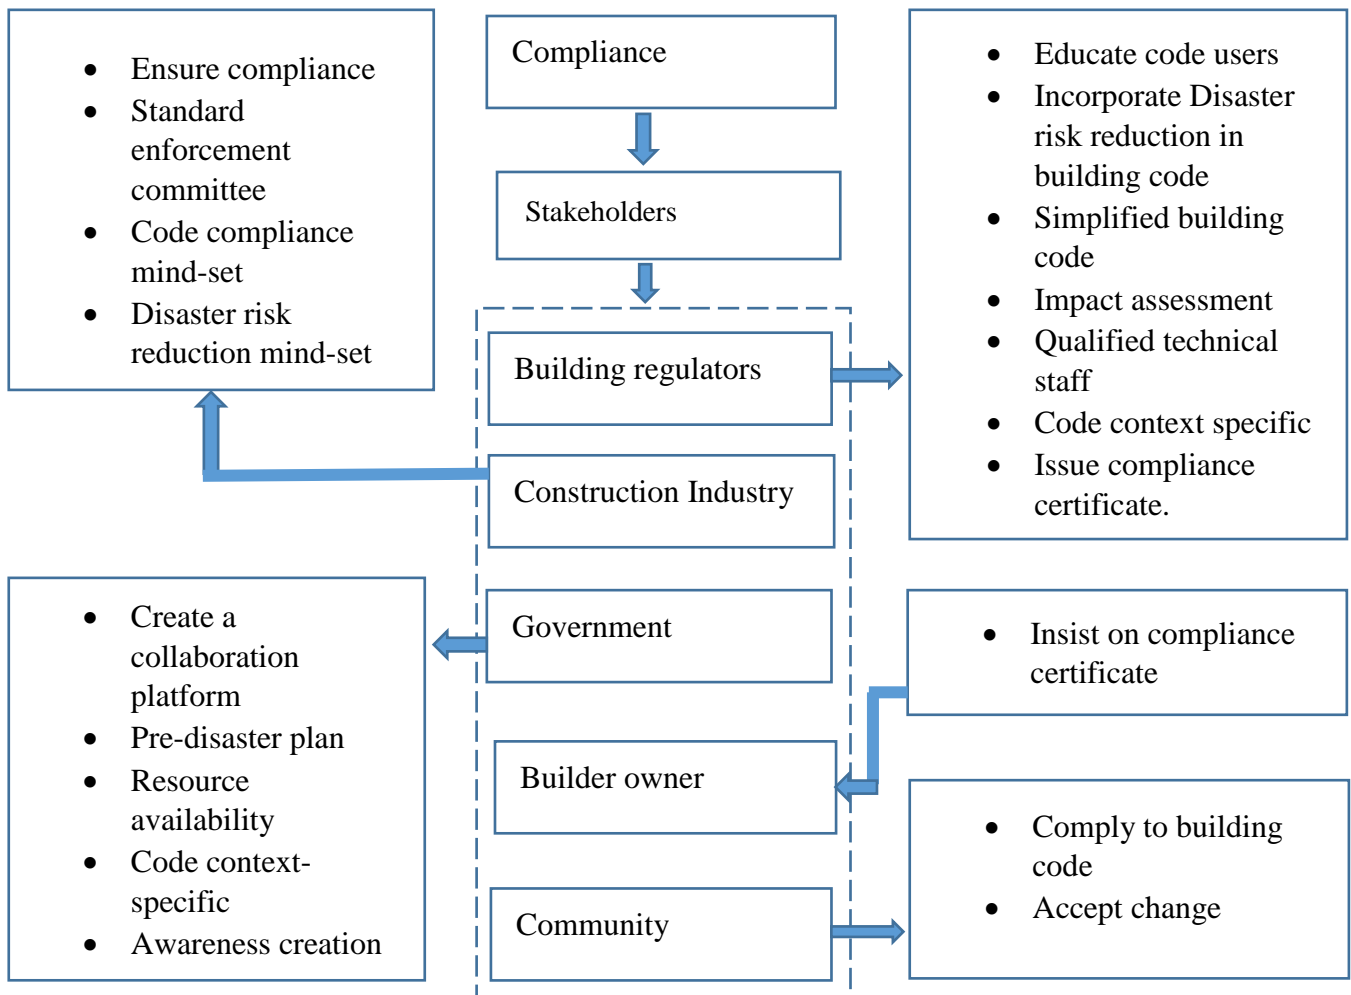 Compliance
Stakeholders
Building regulators
Construction Industry
Government
Builder owner
Community
• Ensure compliance
• Standard
enforcement
committee
• Code compliance
mind-set
• Disaster risk
reduction mind-set
• Create a
collaboration
platform
• Pre-disaster plan
• Resource
availability
• Code context-
specific
• Awareness creation
• Educate code users
• Incorporate Disaster
risk reduction in
building code
• Simplified building
code
• Impact assessment
• Qualified technical
staff
• Code context specific
• Issue compliance
certificate.
• Insist on compliance
certificate
• Comply to building
code
• Accept change